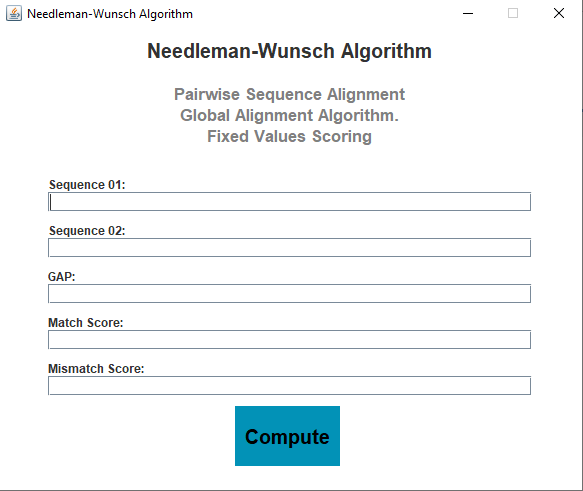 Needleman-Wunsch Algorithm
Needleman-Wunsch Algorithm
Pairwise Sequence Alignment
Global Alignment Algorithm.
Fixed Values Scoring
Sequence 01:
Sequence 02:
GAP:
Match Score:
Mismatch Score:
Compute